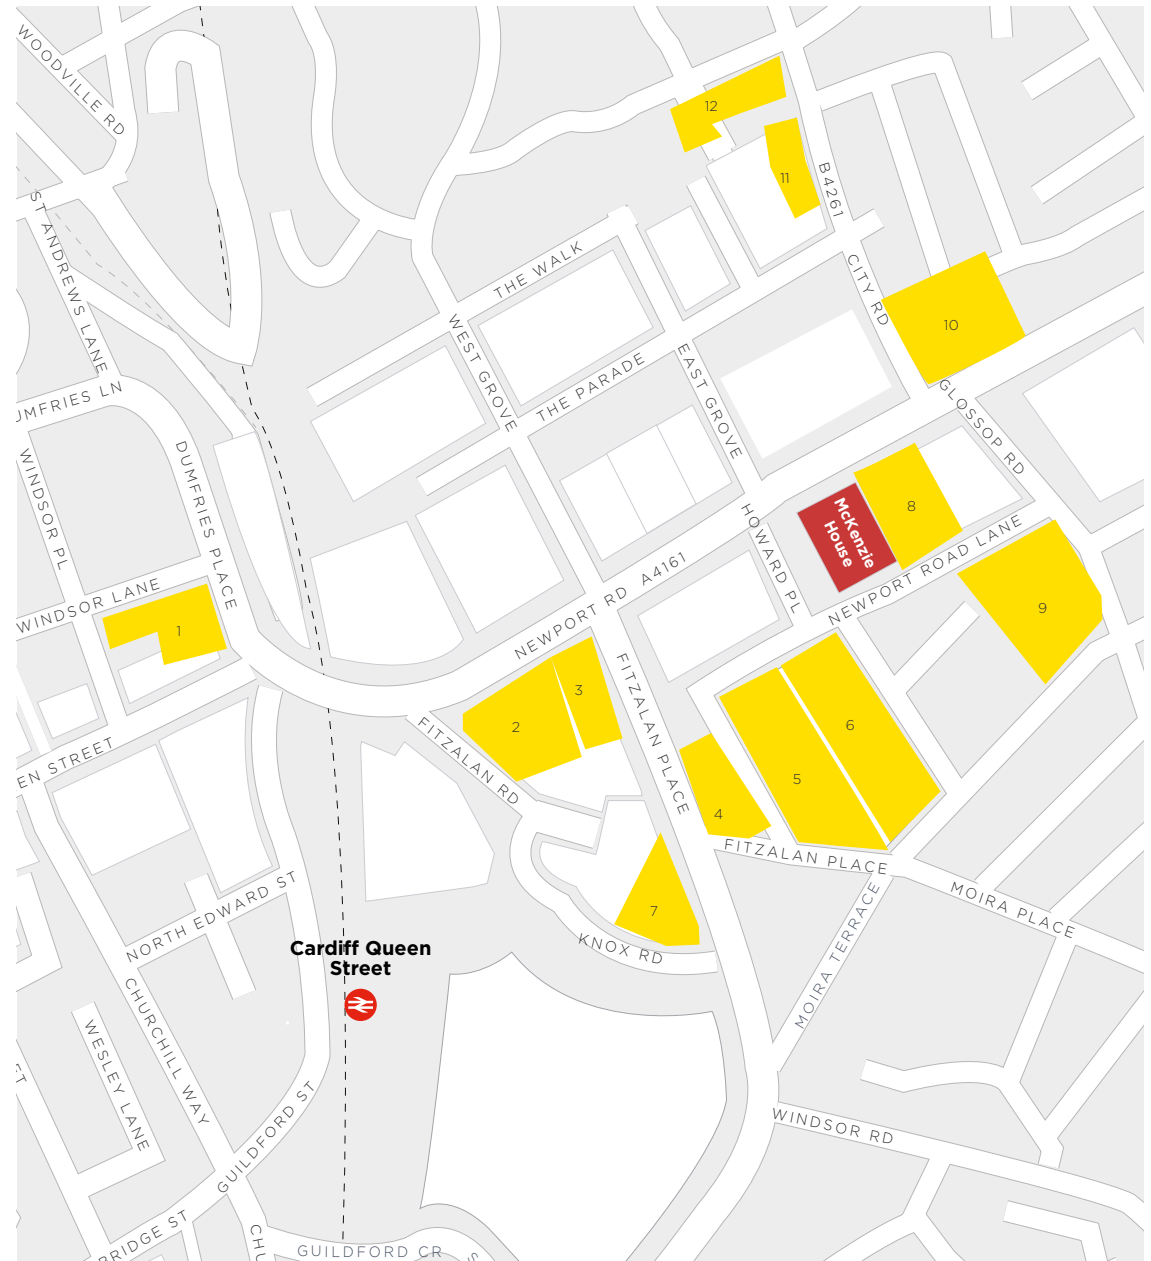 WOODVILLE RD
12
11
B4261
ST ANDREWS LANE
THE WALK
CITY RD
10
WEST GROVE
THE PARADE
EAST GROVE
UMFRIES LN
GLOSSOP RD
WINDSOR PL
DUMFRIES PLACE
8
McKenzie
House
HOWARD PL
NEWPORT ROAD LANE
NEWPORT RD A4161
WINDSOR LANE
1
9
FITZALAN PLACE
3
2
6
5
4
FITZALAN RD
EN STREET
FITZALAN PLACE
MOIRA PLACE
NORTH EDWARD ST
7
KNOX RD
MOIRA TERRACE
Cardiff Queen
Street
CHURCHILL WAY
WESLEY LANE
ET
GUILDFORD ST
WINDSOR RD
BRIDGE ST
CHU
GUILDFORD CR
S